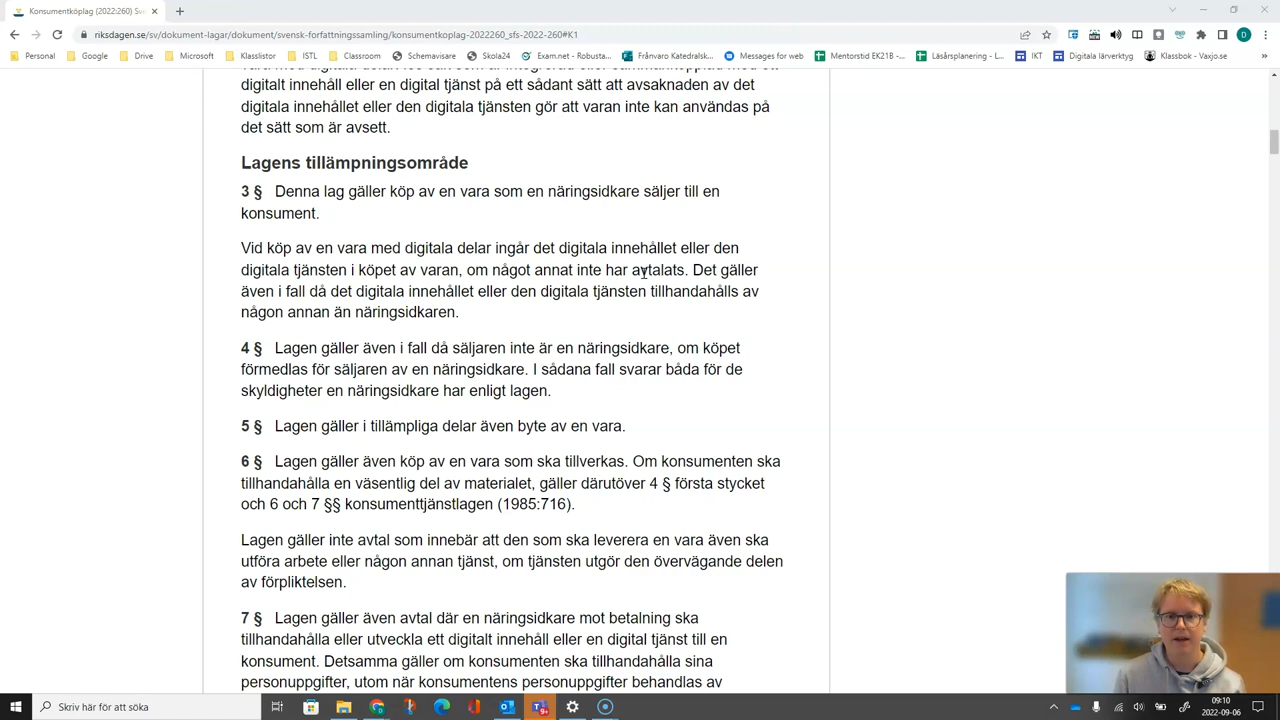 Konsumentköplag (2022:260) Sve
riksdagen.se/sv/dokument-lagar/dokument/svensk-forfattningssamling/konsumentkoplag-2022260_sfs-2022-260#K1
Personal Google Drive Microsoft Klasslistor ISTL Classroom Schemavisare Skola24 Exam.net - Robusta... Frånvaro Katedralsk... Messages for web Mentorstid EK21B -... Läsårsplanering - L... IKT Digitala lärverktyg Klassbok - Vaxjo.se »
digitalt innehåll eller en digital tjänst på ett sådant sätt att avsaknaden av det
digitala innehållet eller den digitala tjänsten gör att varan inte kan användas på
det sätt som är avsett.
Lagens tillämpningsområde
3 § Denna lag gäller köp av en vara som en näringsidkare säljer till en
konsument.
Vid köp av en vara med digitala delar ingår det digitala innehållet eller den
digitala tjänsten i köpet av varan, om något annat inte har avtalats. Det gäller
även i fall då det digitala innehållet eller den digitala tjänsten tillhandahålls av
någon annan än näringsidkaren.
4 § Lagen gäller även i fall då säljaren inte är en näringsidkare, om köpet
förmedlas för säljaren av en näringsidkare. I sådana fall svarar båda för de
skyldigheter en näringsidkare har enligt lagen.
5 § Lagen gäller i tillämpliga delar även byte av en vara.
6 § Lagen gäller även köp av en vara som ska tillverkas. Om konsumenten ska
tillhandahålla en väsentlig del av materialet, gäller därutöver 4 § första stycket
och 6 och 7 §§ konsumenttjänstlagen (1985:716).
Lagen gäller inte avtal som innebär att den som ska leverera en vara även ska
utföra arbete eller någon annan tjänst, om tjänsten utgör den övervägande delen
av förpliktelsen.
7 § Lagen gäller även avtal där en näringsidkare mot betalning ska
tillhandahålla eller utveckla ett digitalt innehåll eller en digital tjänst till en
konsument. Detsamma gäller om konsumenten ska tillhandahålla sina
personuppgifter, utom när konsumentens personuppgifter behandlas av
Skriv här för att söka
09:10
2022-09-06